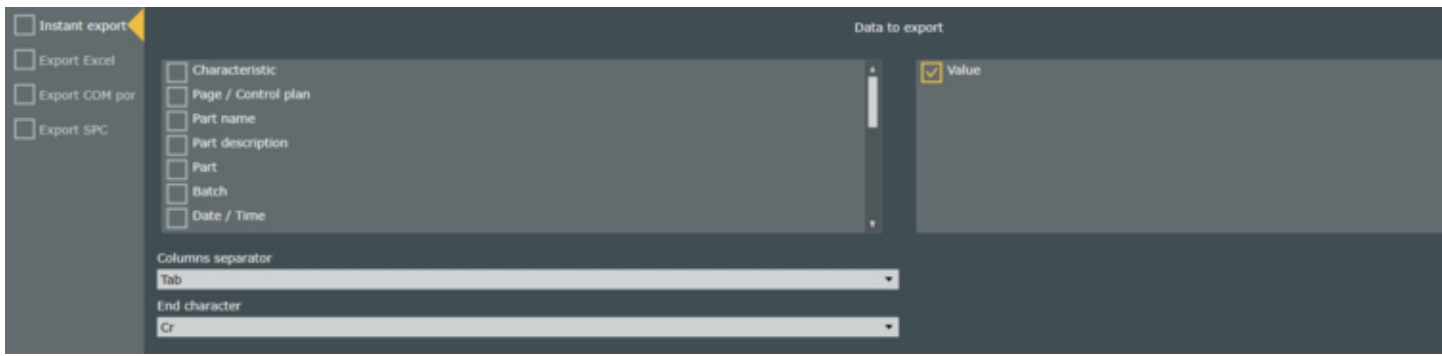 Instant export
Export Excel
Export COM por
Export SPC
Data to export
Characteristic
Page / Control plan
Part name
Part description
Part
Batch
Date / Time
Value
Columns separator
Tab
End character
Cr